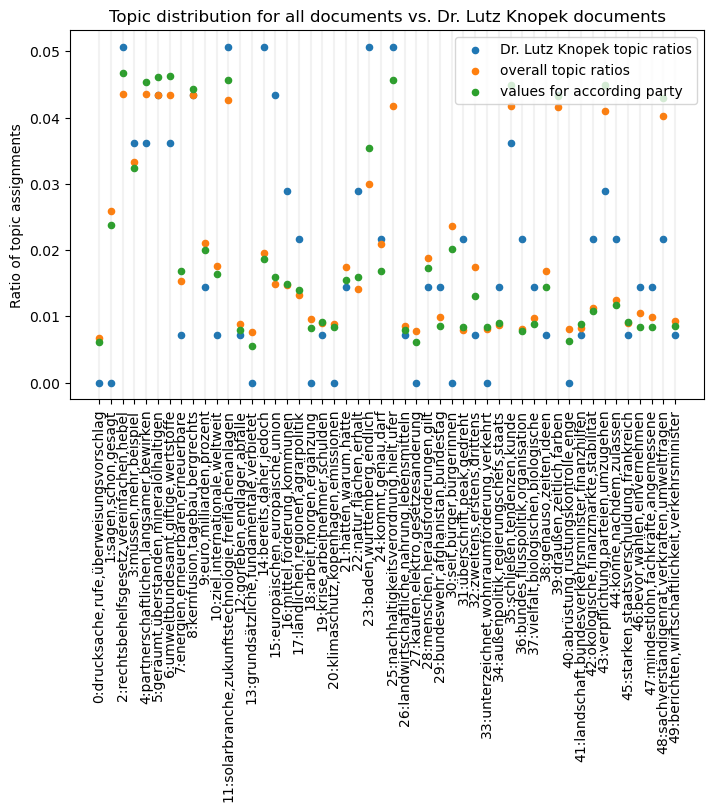 Topic distribution for all documents vs. Dr. Lutz Knopek documents
Dr. Lutz Knopek topic ratios
overall topic ratios
values for according party
Ratio of topic assignments
0.05
0.04
0.03
0.02
0.01
0.00
0:drucksache,rufe,überweisungsvorschlag
1:sagen,schon,gesagt
2:rechtsbehelfsgesetz,vereinfachen,hebel
3:müssen,mehr,beispiel
4:partnerschaftlichen,langsamer,bewirken
5:geräumt,überstanden,mineralölhaltigen
6:umweltbundesamt,giftige,wertstoffe
7:energien,erneuerbaren,erneuerbare
8:kernfusion,tagebau,bergrechts
9:euro,milliarden,prozent
10:ziel,internationale,weltweit
11:solarbranche,zukunftstechnologie,freiflächenanlagen
12:gorleben,endlager,abfälle
13:grundsätzliche,fundamentale,verbietet
14:bereits,daher,jedoch
15:europäischen,europäische,union
16:mittel,förderung,kommunen
17:ländlichen,regionen,agrarpolitik
18:arbeit,morgen,ergänzung
19:krise,arbeitnehmer,schulden
20:klimaschutz,kopenhagen,emissionen
21:hätten,warum,hätte
22:natur,flächen,erhalt
23:baden,württemberg,endlich
24:kommt,genau,darf
25:nachhaltigkeitsverordnung,hielt,ufer
26:landwirtschaftliche,nahrung,lebensmitteln
27:kaufen,elektro,gesetzesänderung
28:menschen,herausforderungen,gilt
29:bundeswehr,afghanistan,bundestag
30:seit,bürger,bürgerinnen
31:überschrift,peak,gedreht
32:zweitens,erstens,drittens
33:unterzeichnet,wohnraumförderung,verkehrt
34:außenpolitik,regierungschefs,staats
35:schließen,tendenzen,kunde
36:bundes,flusspolitik,organisation
37:vielfalt,biologischen,biologische
38:genauso,zeiten,ideen
39:draußen,zeitlich,farben
40:abrüstung,rüstungskontrolle,enge
41:landschaft,bundesverkehrsminister,finanzhilfen
42:ökologische,finanzmärkte,stabilität
43:verpflichtung,parteien,umzugehen
44:könne,nachdenken,zulassen
45:starken,staatsverschuldung,frankreich
46:bevor,wählen,einvernehmen
47:mindestlohn,fachkräfte,angemessene
48:sachverständigenrat,verkraften,umweltfragen
49:berichten,wirtschaftlichkeit,verkehrsminister